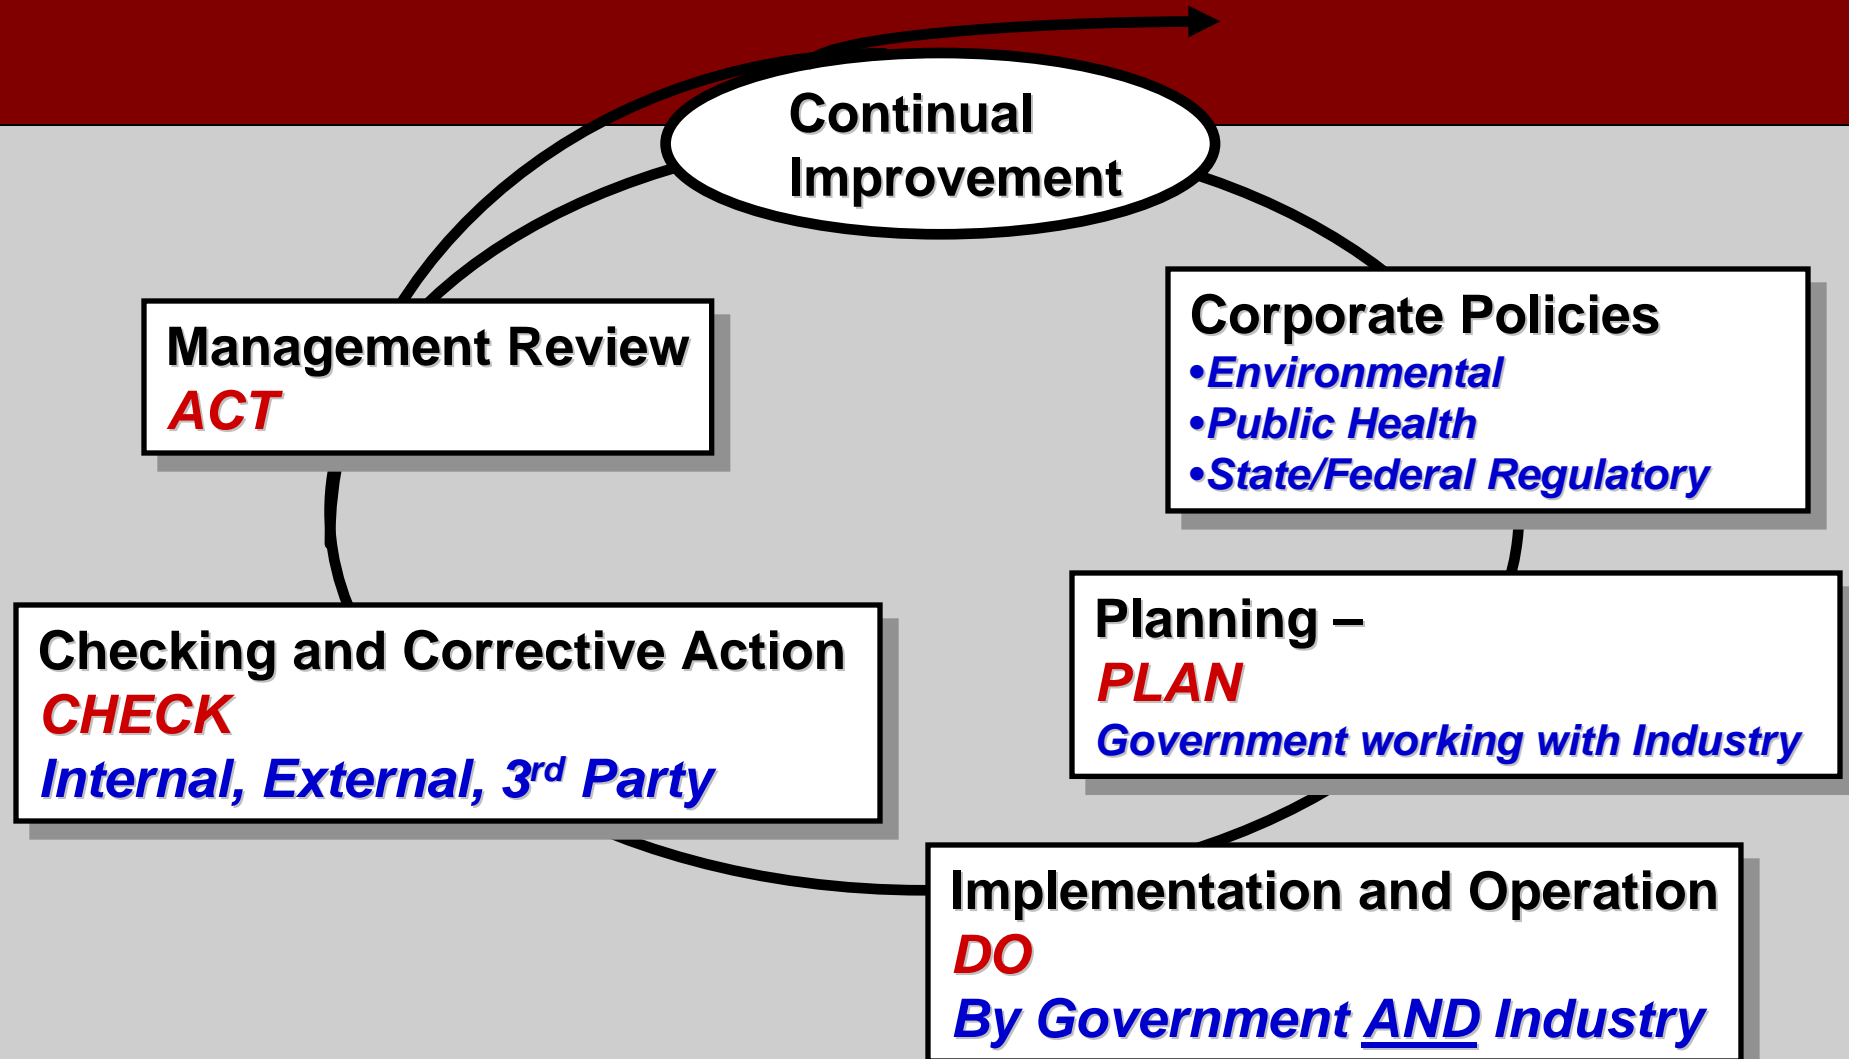 Continual
Improvement
Management Review
ACT
Corporate Policies
•Environmental
•Public Health
•State/Federal Regulatory
Checking and Corrective Action
CHECK
Internal, External, 3rd Party
Planning –
PLAN
Government working with Industry
Implementation and Operation
DO
By Government AND Industry